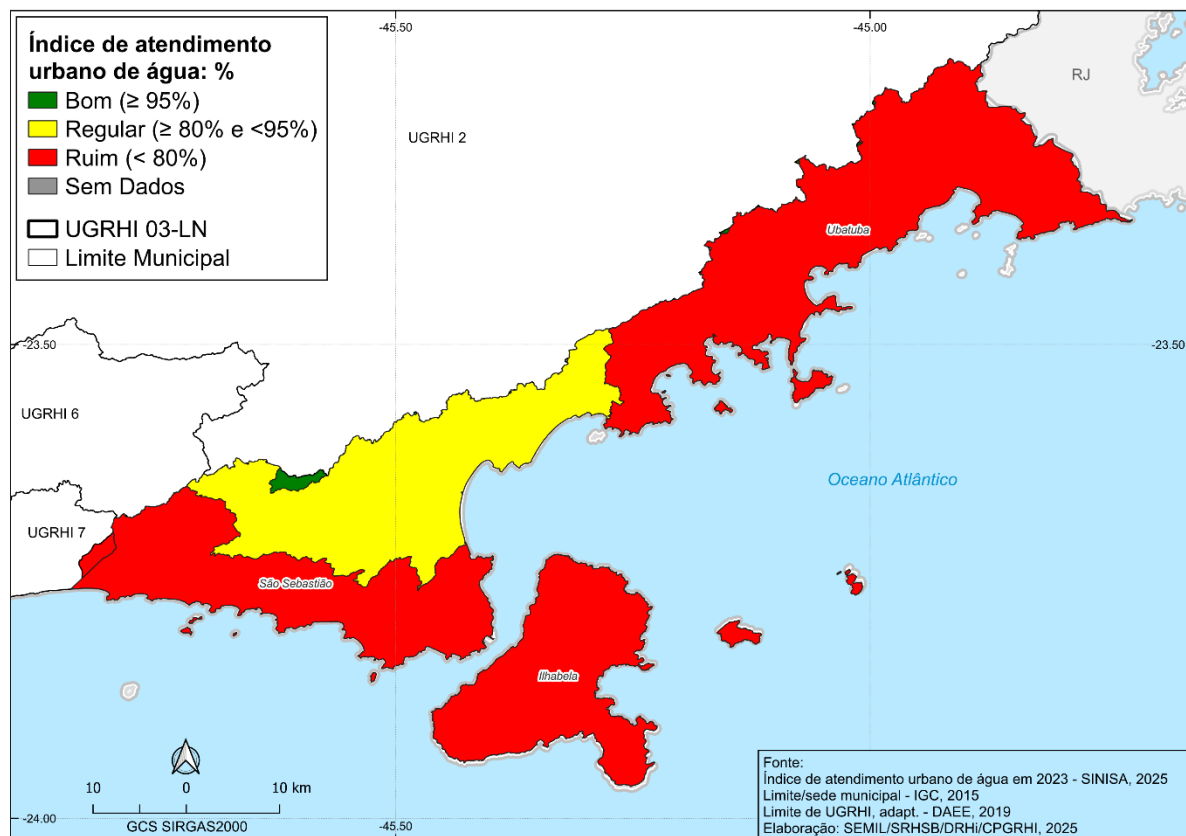 -45.50
-45.00
Índice de atendimento
urbano de água: %
Bom (≥ 95%)
Regular (≥ 80% e <95%)
Ruim (< 80%)
Sem Dados
UGRHI 03-LN
Limite Municipal
RJ
UGRHI 2
Ubatuba
-23.50
-23.50
UGRHI 6
Oceano Atlântico
UGRHI 7
São Sebastião
Ilhabela
10 0 10 km
GCS SIRGAS2000
-24.00
-45.50
Fonte:
Índice de atendimento urbano de água em 2023 - SINISA, 2025
Limite/sede municipal - IGC, 2015
Limite de UGRHI, adapt. - DAEE, 2019
Elaboração: SEMIL/SRHSB/DRHi/CPGRHI, 2025